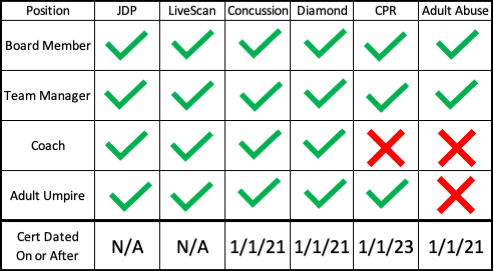 Position JDP LiveScan Concussion Diamond CPR Adult Abuse
Board Member
Team Manager
Coach
Adult Umpire
Cert Dated
On or After N/A N/A 1/1/21 1/1/21 1/1/23 1/1/21